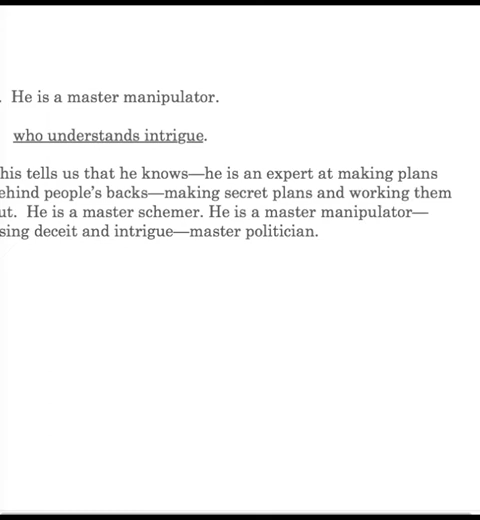 . He is a master manipulator.
who understands intrigue.
his tells us that he knows—he is an expert at making plans
ehind people's backs—making secret plans and working them
ut. He is a master schemer. He is a master manipulator—
sing deceit and intrigue—master politician.